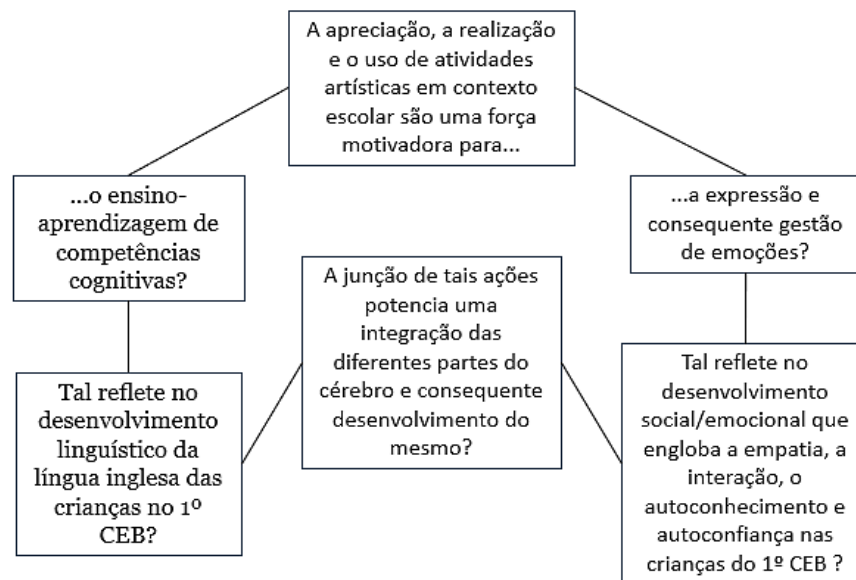 A apreciação, a realização
e o uso de atividades
artísticas em contexto
escolar são uma força
motivadora para...
...o ensino-
aprendizagem de
competências
cognitivas?
...a expressão e
consequente gestão
de emoções?
A junção de tais ações
potencia uma
integração das
diferentes partes do
cérebro e consequente
desenvolvimento do
mesmo?
Tal reflete no
desenvolvimento
linguístico da
língua inglesa das
crianças no 1º
CEB?
Tal reflete no
desenvolvimento
social/emocional que
engloba a empatia, a
interação, o
autoconhecimento e
autoconfiança nas
crianças do 1º CEB ?